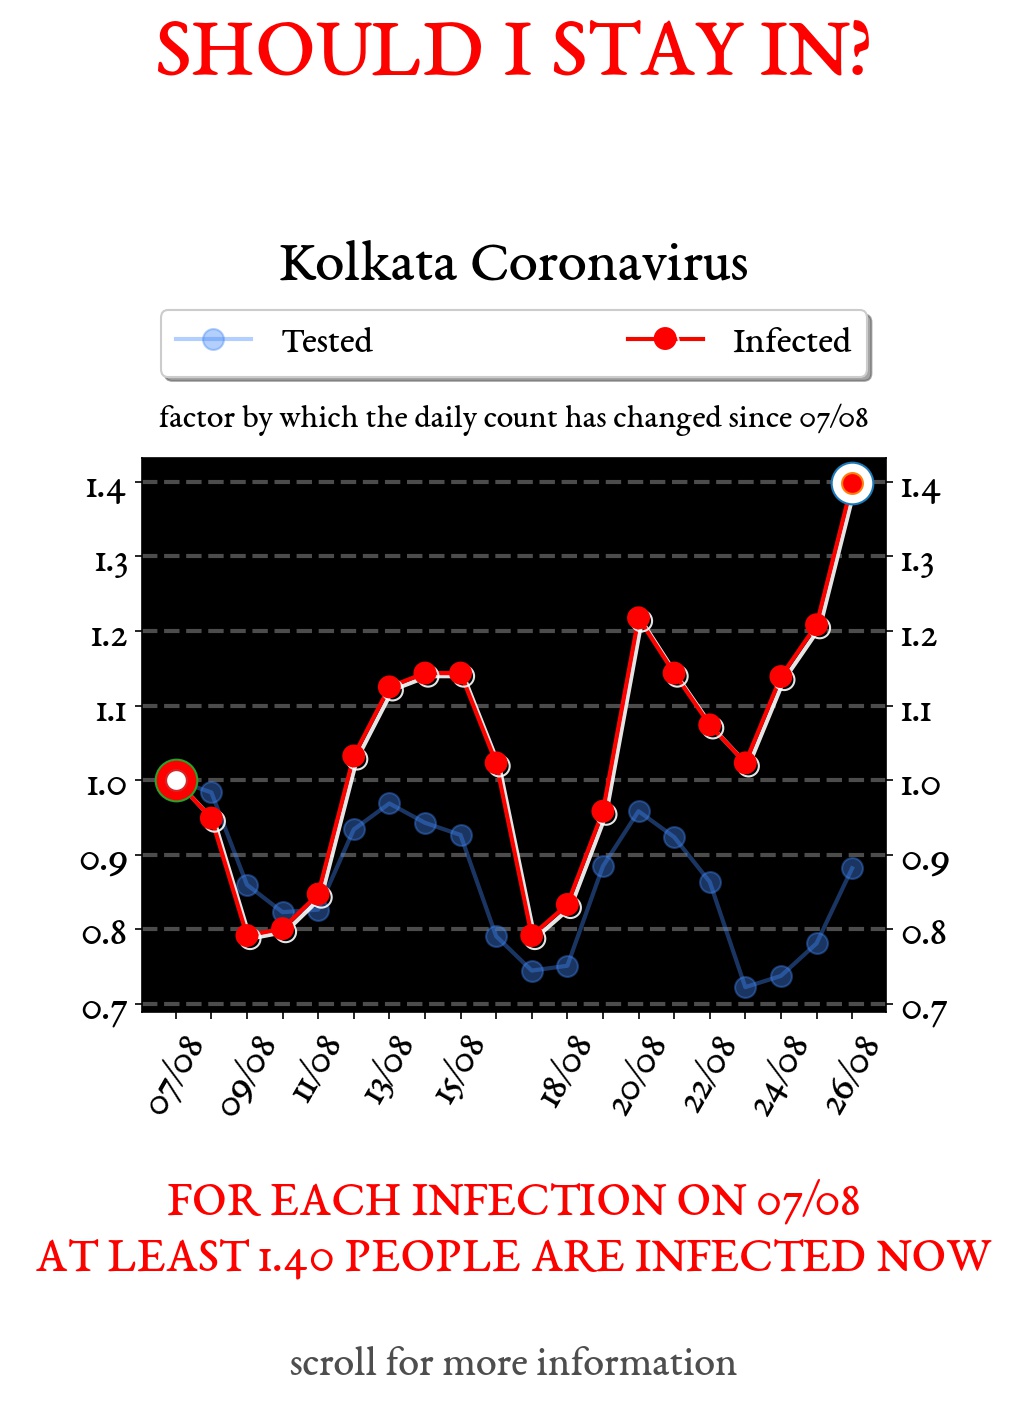 SHOULD I STAY IN?
Kolkata Coronavirus
Tested Infected
factor by which the daily count has changed since 07/08
1.4 1.4
1.3 1.3
1.2 1.2
1.1 1.1
1.0 1.0
0.9 0.9
0.8 0.8
0.7 0.7
07/08 09/08 11/08 13/08 15/08 18/08 20/08 22/08 24/08 26/08
FOR EACH INFECTION ON 07/08
AT LEAST 1.40 PEOPLE ARE INFECTED NOW
scroll for more information